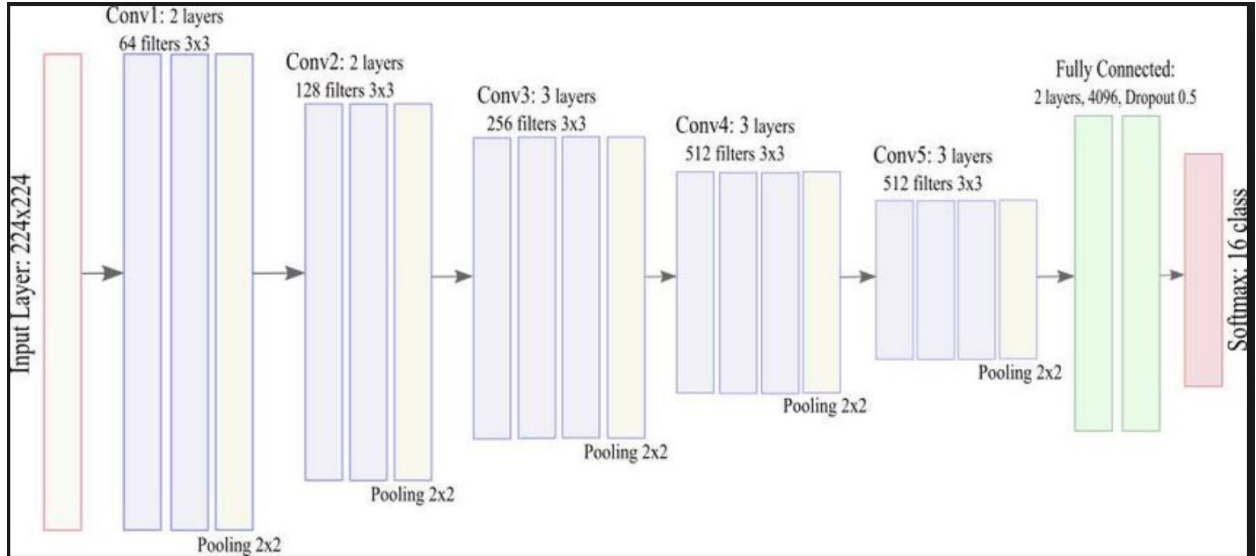 Input Layer: 224x224
Conv1: 2 layers
64 filters 3x3
Pooling 2x2
Conv2: 2 layers
128 filters 3x3
Pooling 2x2
Conv3: 3 layers
256 filters 3x3
Pooling 2x2
Conv4: 3 layers
512 filters 3x3
Pooling 2x2
Conv5: 3 layers
512 filters 3x3
Pooling 2x2
Fully Connected:
2 layers, 4096, Dropout 0.5
Softmax: 16 class